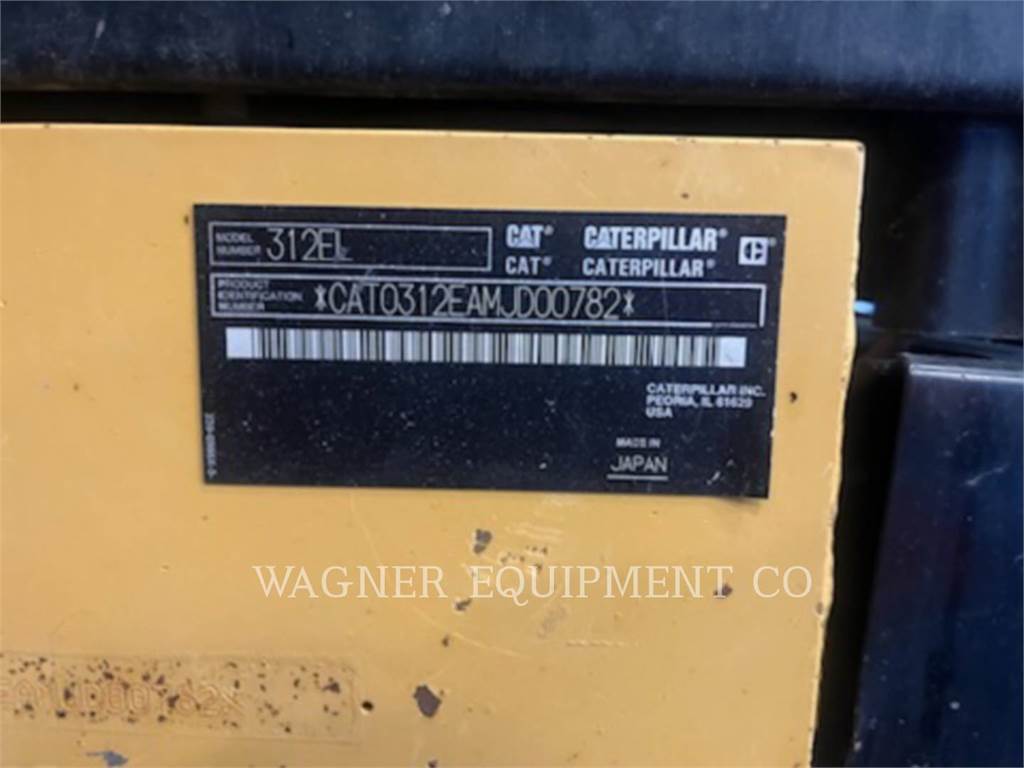 MODEL NUMBER 312EL
CAT® CATERPILLAR®
CAT® CATERPILLAR®
PRODUCT IDENTIFICATION NUMBER *CAT0312EAMJD00782*
CATERPILLAR INC.
PEORIA, IL 61629
USA
MADE IN
JAPAN
WAGNER EQUIPMENT CO